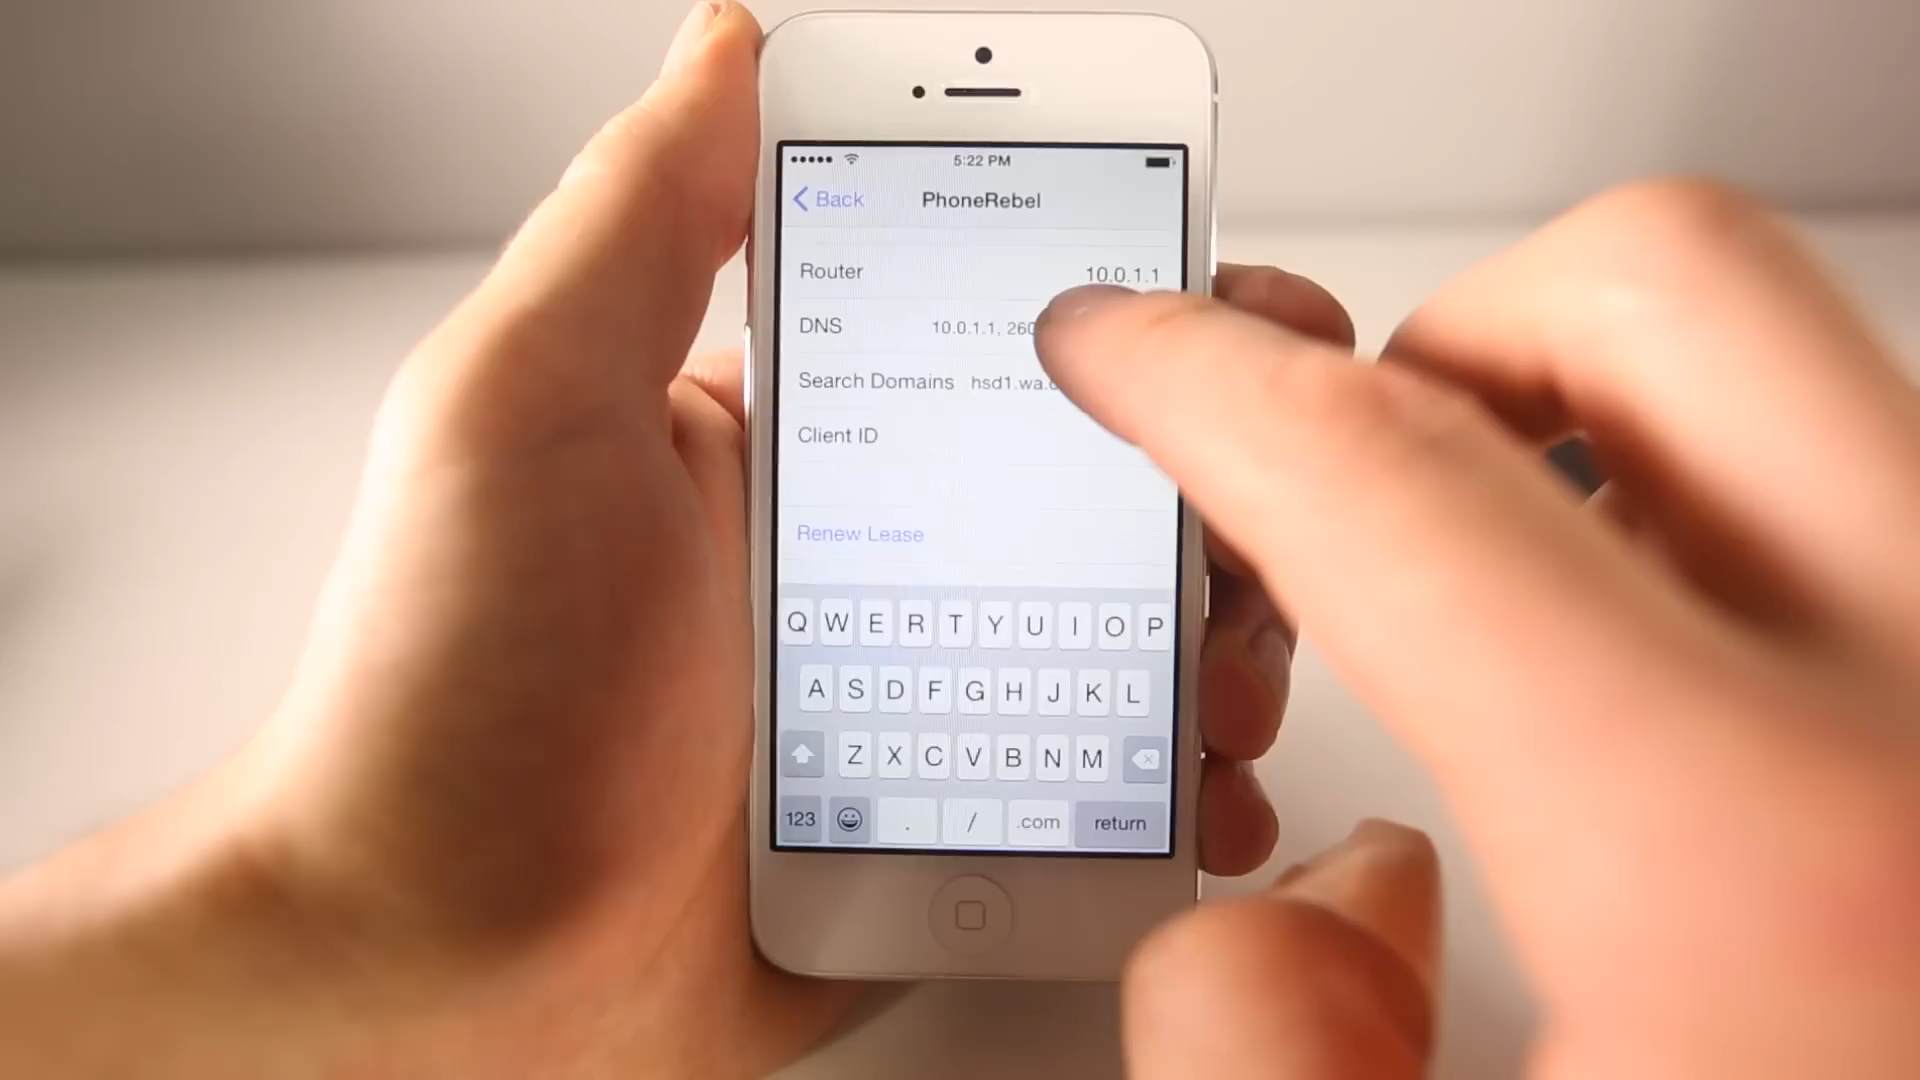 5:22 PM
Back PhoneRebel
Router 10.0.1.1
DNS 10.0.1.1, 260
Search Domains hsd1.wa.
Client ID
Renew Lease
Q W E R T Y U I O P
A S D F G H J K L
Z X C V B N M
123 . / .com return